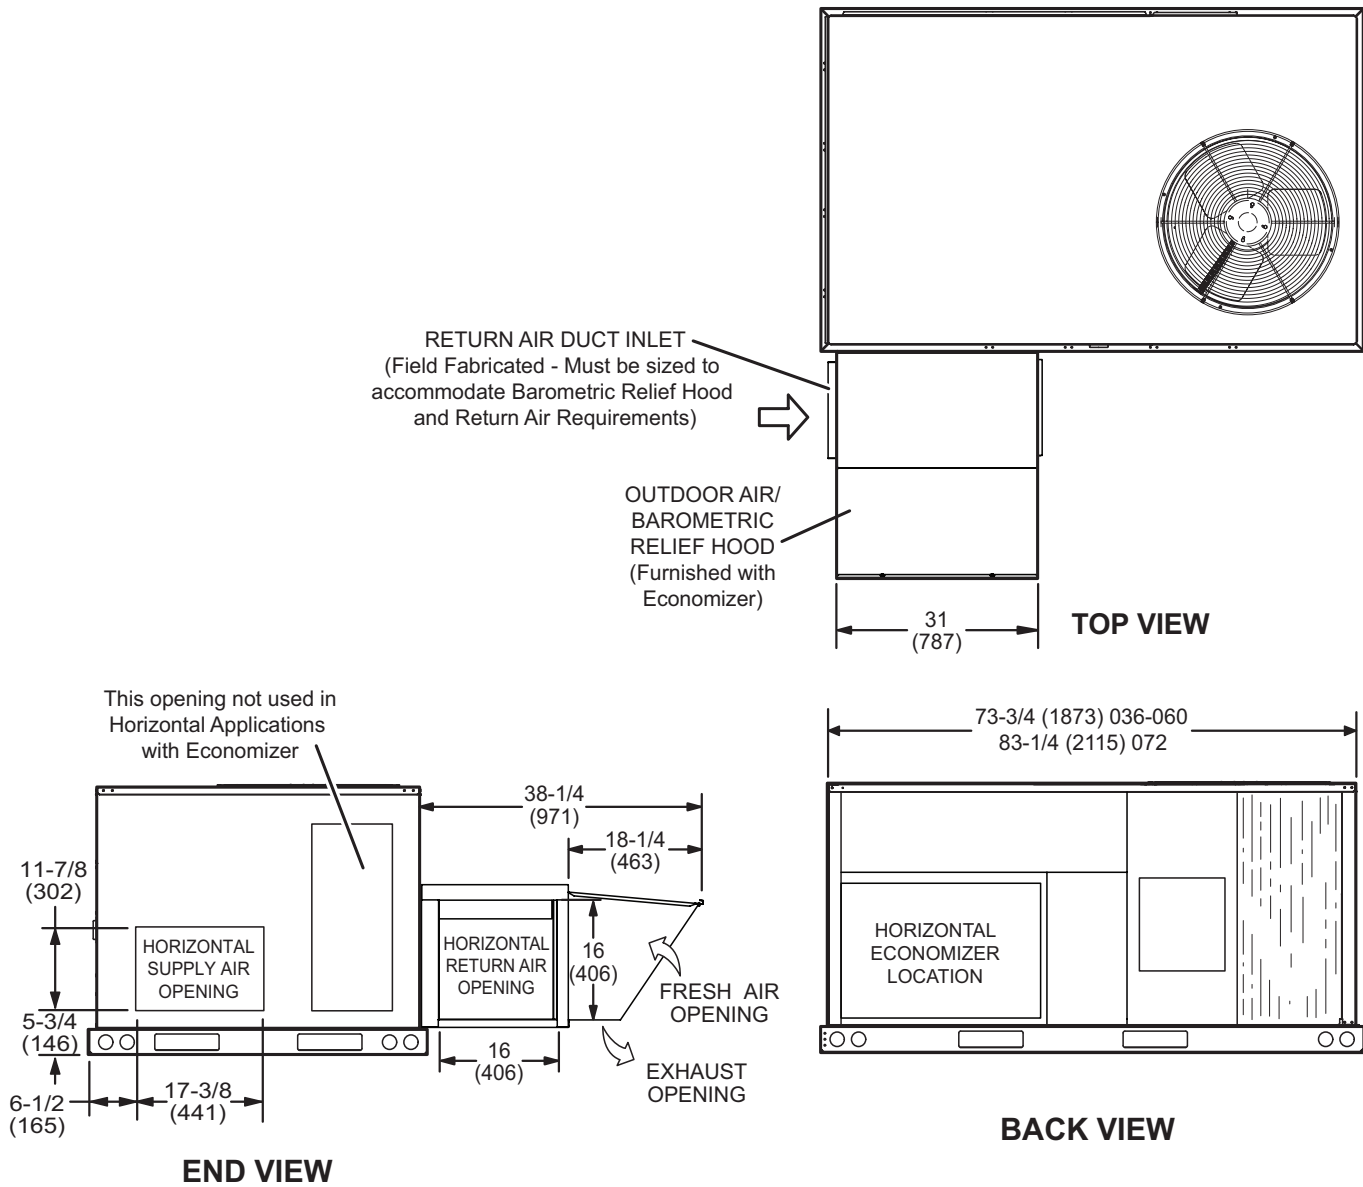 RETURN AIR DUCT INLET
(Field Fabricated - Must be sized to
accommodate Barometric Relief Hood
and Return Air Requirements)
OUTDOOR AIR/
BAROMETRIC
RELIEF HOOD
(Furnished with
Economizer)
31
(787)
TOP VIEW
This opening not used in
Horizontal Applications
with Economizer
38-1/4
(971)
18-1/4
(463)
11-7/8
(302)
HORIZONTAL
SUPPLY AIR
OPENING
HORIZONTAL
RETURN AIR
OPENING
16
(406)
FRESH AIR
OPENING
5-3/4
(146)
16
(406)
EXHAUST
OPENING
6-1/2
(165)
17-3/8
(441)
END VIEW
73-3/4 (1873) 036-060
83-1/4 (2115) 072
HORIZONTAL
ECONOMIZER
LOCATION
BACK VIEW